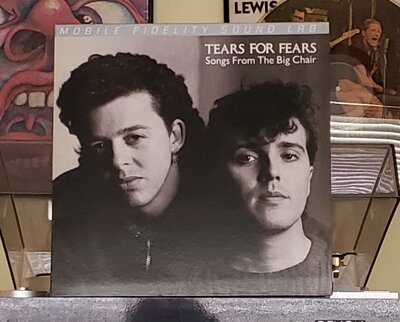 LEWIS
MOBILE FIDELITY SOUND LAB
TEARS FOR FEARS
Songs From The Big Chair